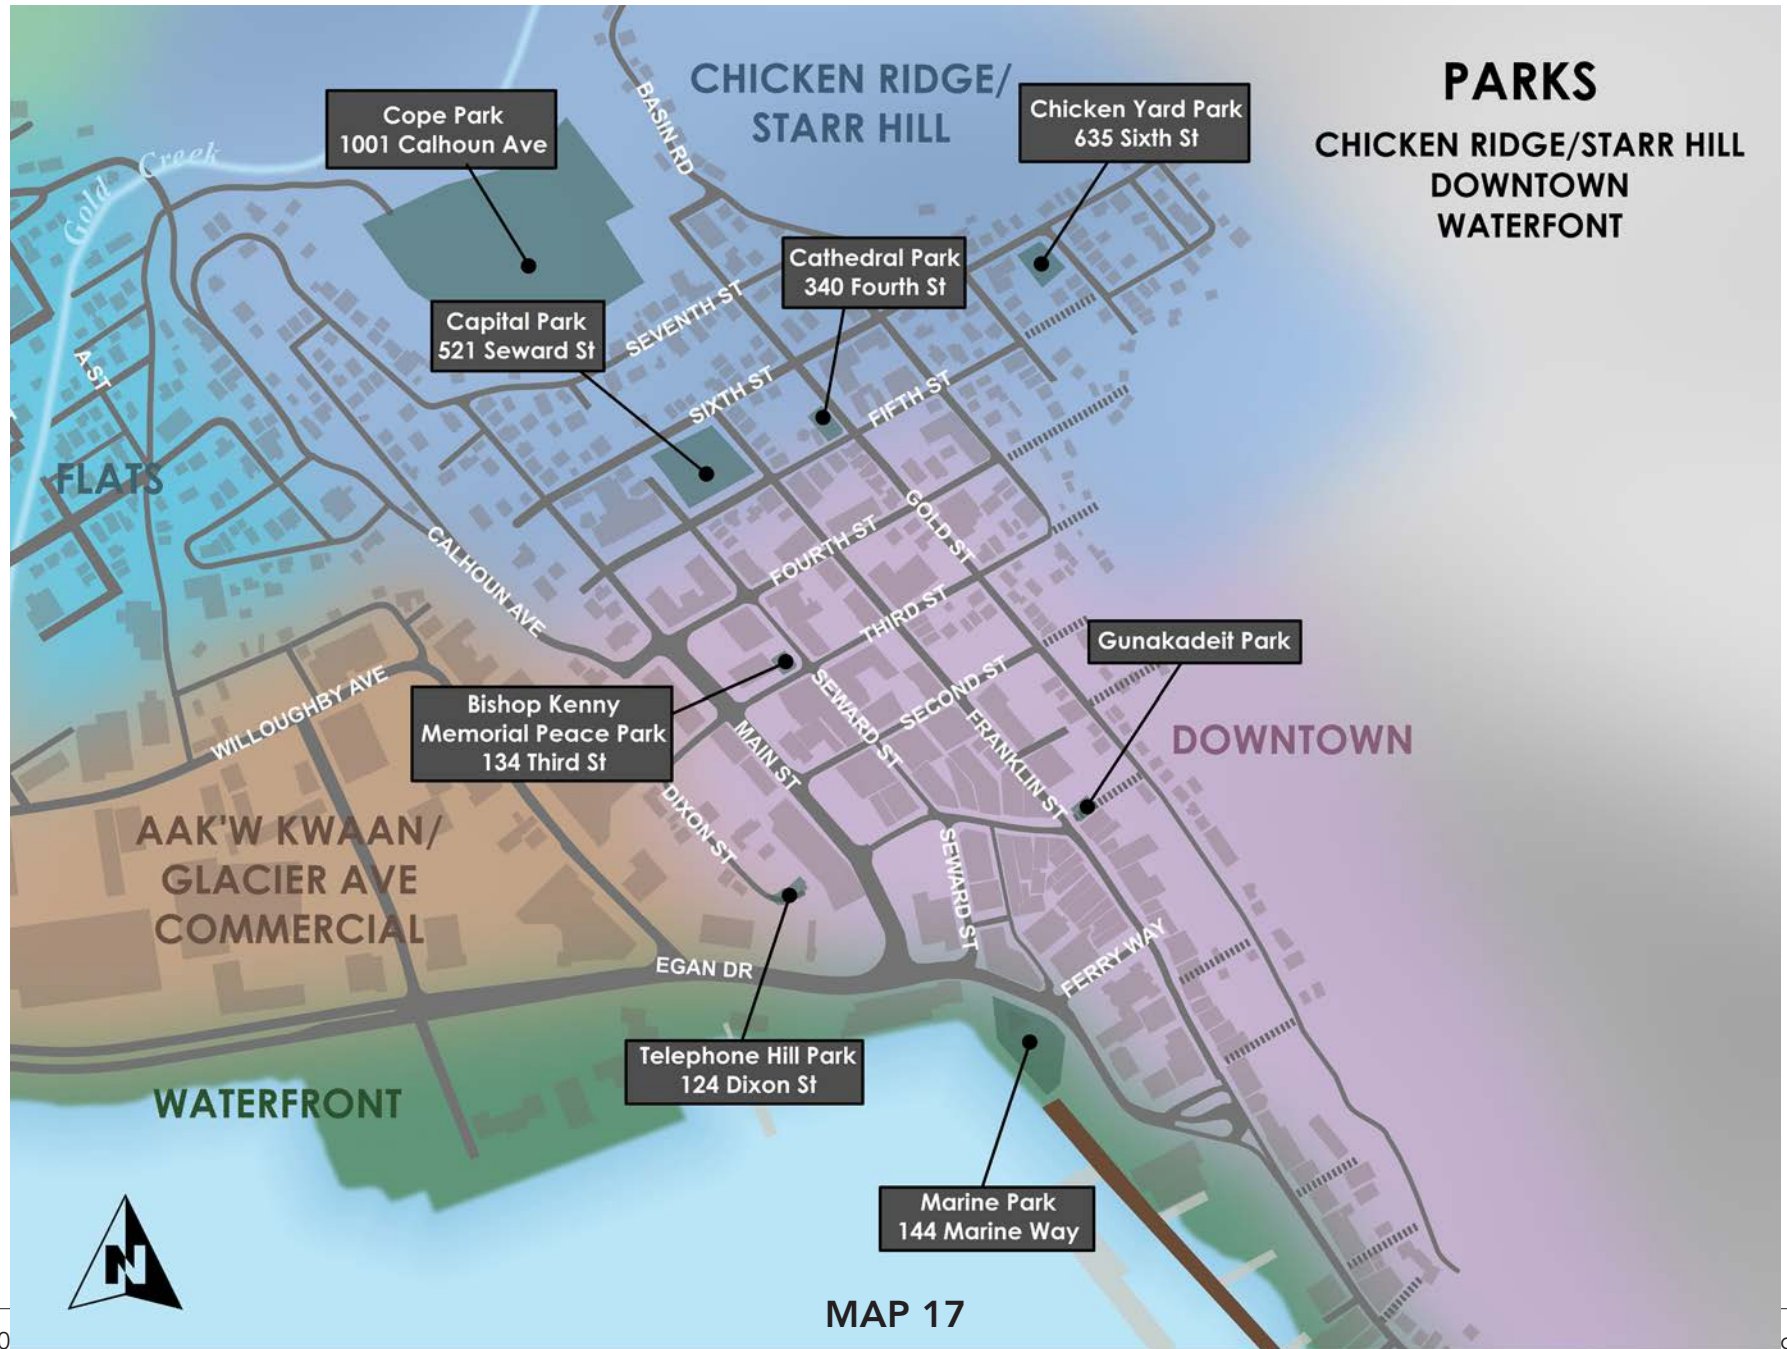 PARKS
CHICKEN RIDGE/STARR HILL
DOWNTOWN
WATERFONT
CHICKEN RIDGE/
STARR HILL
BASIN RD
Cope Park
1001 Calhoun Ave
Chicken Yard Park
635 Sixth St
Gold Creek
Cathedral Park
340 Fourth St
Capital Park
521 Seward St
SEVENTH ST
A ST
SIXTH ST
FIFTH ST
FLATS
CALHOUN AVE
FOURTH ST
GOLD ST
THIRD ST
Gunakadeit Park
WILLOUGHBY AVE
Bishop Kenny
Memorial Peace Park
134 Third St
SEWARD ST
SECOND ST
FRANKLIN ST
MAIN ST
DOWNTOWN
DIXON ST
AAK'W KWAAN/
GLACIER AVE
COMMERCIAL
SEWARD ST
FERRY WAY
EGAN DR
Telephone Hill Park
124 Dixon St
WATERFRONT
Marine Park
144 Marine Way
N
MAP 17